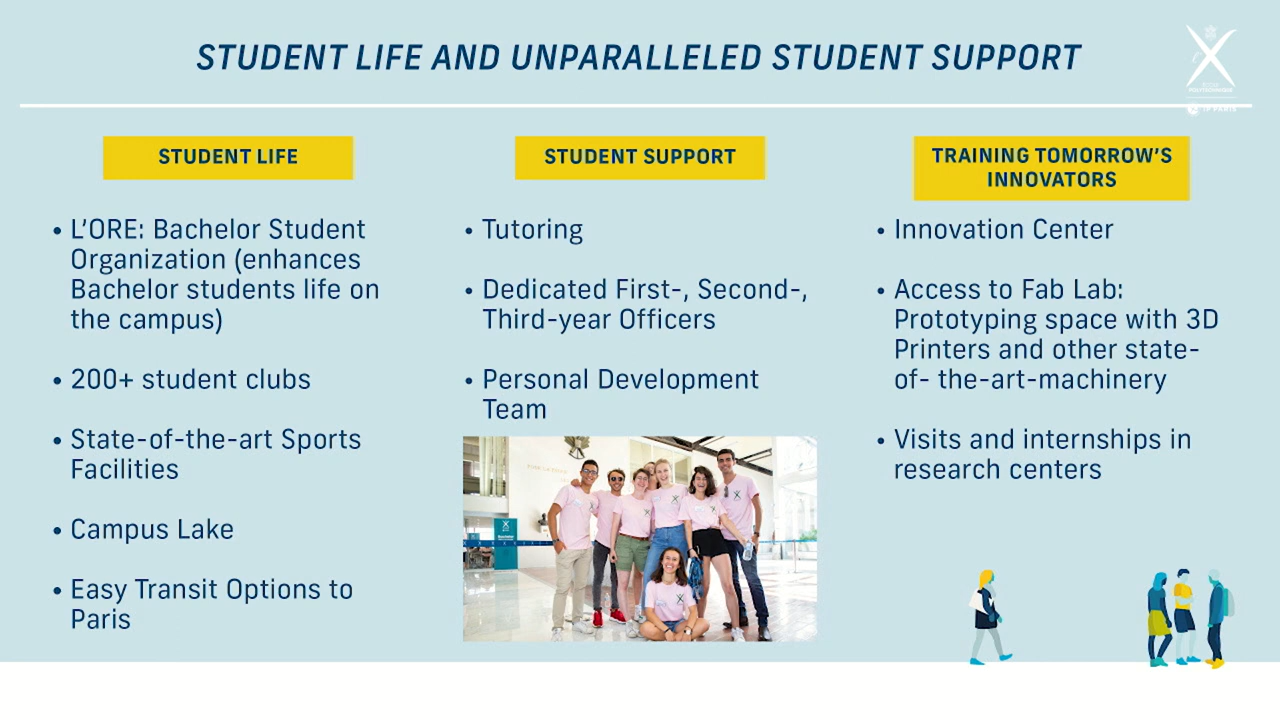 STUDENT LIFE AND UNPARALLELED STUDENT SUPPORT
POLYTECHNIQUE
IP PARIS
STUDENT LIFE
• L'ORE: Bachelor Student
Organization (enhances
Bachelor students life on
the campus)
• 200+ student clubs
• State-of-the-art Sports
Facilities
• Campus Lake
• Easy Transit Options to
Paris
STUDENT SUPPORT
• Tutoring
• Dedicated First-, Second-,
Third-year Officers
• Personal Development
Team
TRAINING TOMORROW'S
INNOVATORS
• Innovation Center
• Access to Fab Lab:
Prototyping space with 3D
Printers and other state-
of- the-art-machinery
• Visits and internships in
research centers